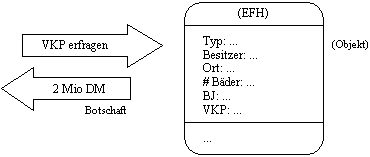 (EFH)
VKP erfragen
Typ: ...
Besitzer: ...
(Objekt)
Ort: ...
# Bäder: ...
2 Mio DM
BJ: ...
Botschaft
VKP: ...
...